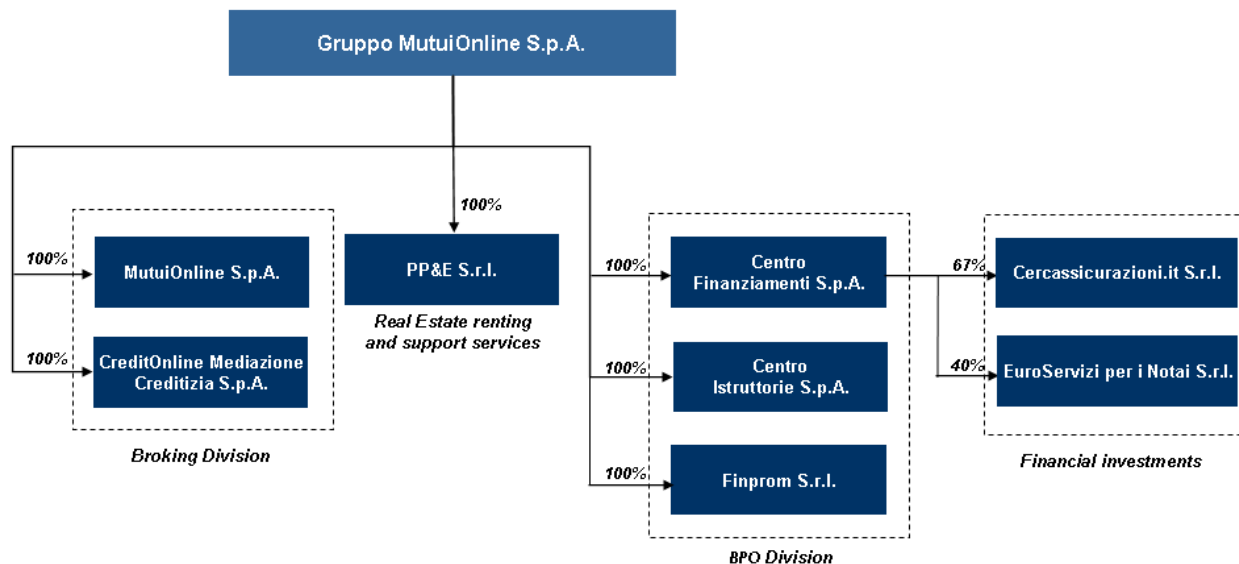 Gruppo MutuiOnline S.p.A.
100%
100%
MutuiOnline S.p.A.
100%
CreditOnline Mediazione
Creditizia S.p.A.
Broking Division
PP&E S.r.l.
Real Estate renting
and support services
100%
Centro
Finanziamenti S.p.A.
100%
Centro
Istruttorie S.p.A.
100%
Finprom S.r.l.
BPO Division
67%
Cercassicurazioni.it S.r.l.
40%
EuroServizi per i Notai S.r.l.
Financial investments